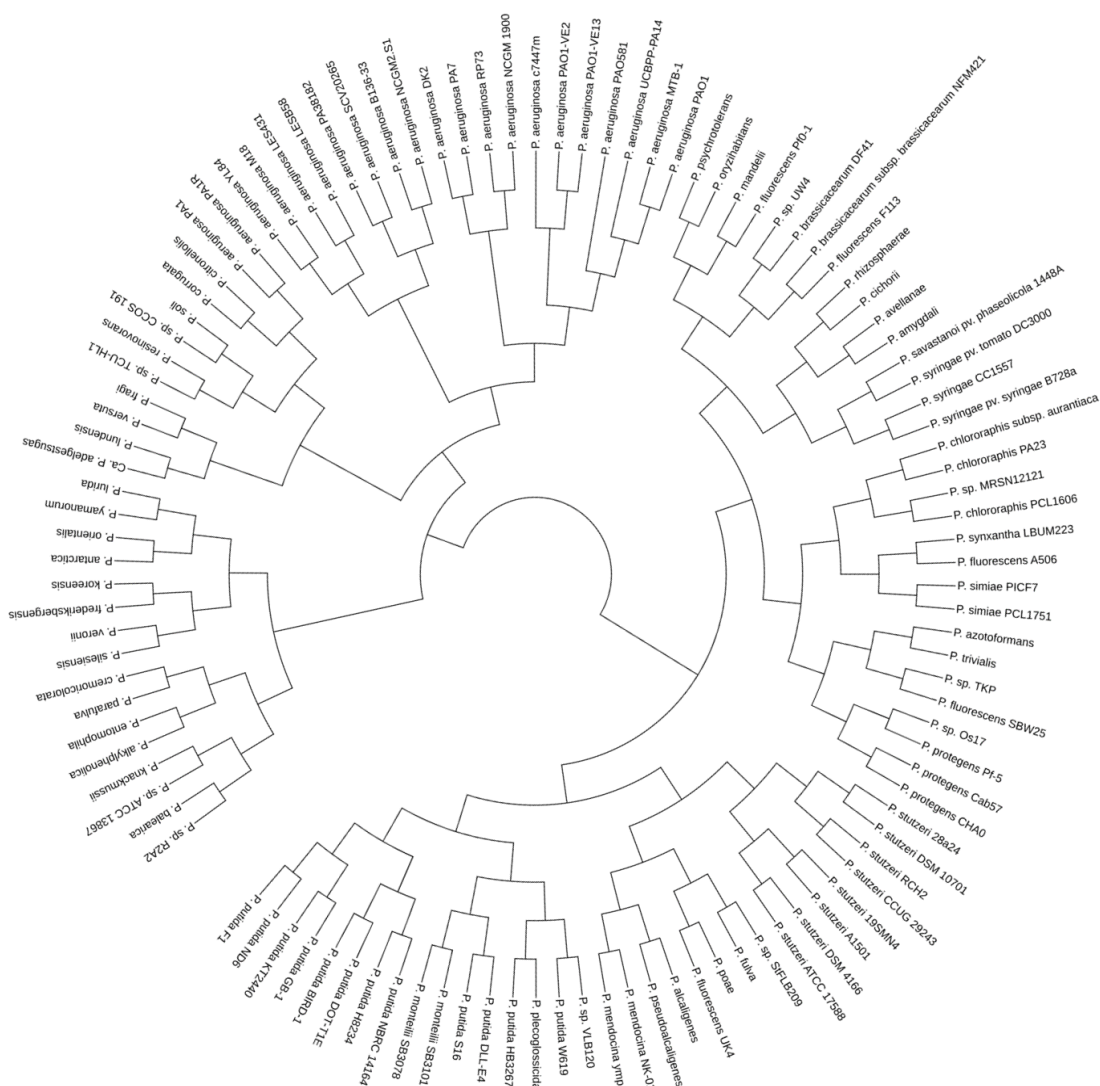 P. aeruginosa c7447m
P. aeruginosa PAO1-VE2
P. aeruginosa PAO1-VE13
P. aeruginosa PAO581
P. aeruginosa UCBPP-PA14
P. aeruginosa MTB-1
P. aeruginosa PAO1
P. psychrotolerans
P. oryzihabitans
P. mandelii
P. fluorescens Pf0-1
P. sp. UW4
P. brassicacearum DF41
P. brassicacearum subsp. brassicacearum NFM421
P. fluorescens F113
P. rhizosphaerae
P. cichorii
P. avellanae
P. amygdali
P. savastanoi pv. phaseolicola 1448A
P. syringae pv. tomato DC3000
P. syringae CC1557
P. syringae pv. syringae B728a
P. chlororaphis subsp. aurantiaca
P. chlororaphis PA23
P. sp. MRSN12121
P. chlororaphis PCL1606
P. synxantha LBUM223
P. fluorescens A506
P. simiae PICF7
P. simiae PCL1751
P. azotoformans
P. trivialis
P. sp. TKP
P. fluorescens SBW25
P. sp. Os17
P. protegens Pf-5
P. protegens Cab57
P. protegens CHA0
P. stutzeri 28a24
P. stutzeri DSM 10701
P. stutzeri RCH2
P. stutzeri CCUG 29243
P. stutzeri 19SMN4
P. stutzeri A1501
P. stutzeri DSM 4166
P. stutzeri ATCC 17588
P. sp. StFLB209
P. fulva
P. poae
P. fluorescens UK4
P. alcaligenes
P. pseudoalcaligenes
P. mendocina NK-0
P. mendocina ymp
P. sp. VLB120
P. putida W619
P. plecoglossicida
P. putida HB3267
P. putida DLL-E4
P. putida S16
P. monteilii SB3101
P. monteilii SB3078
P. putida NBRC 14164
P. putida H8234
P. putida DOT-T1E
P. putida BIRD-1
P. putida GB-1
P. putida KT2440
P. putida ND6
P. putida F1
P. sp. R2A2
P. balearica
P. sp. ATCC 13867
P. knackmussii
P. alkylphenolica
P. entomophila
P. parafulva
P. cremoricolorata
P. silesiensis
P. veronii
P. frederiksbergensis
P. koreensis
P. antarctica
P. orientalis
P. yamanorum
P. lurida
Ca. P. adelgestsugas
P. lundensis
P. versuta
P. fragi
P. sp. TCU-HL1
P. resinovorans
P. sp. CCOS 191
P. soli
P. corrugata
P. citronellolis
P. aeruginosa PA1
P. aeruginosa PA1R
P. aeruginosa YL84
P. aeruginosa M18
P. aeruginosa LES431
P. aeruginosa LESB58
P. aeruginosa PA38182
P. aeruginosa SCV20265
P. aeruginosa B136-33
P. aeruginosa NCGM2.S1
P. aeruginosa DK2
P. aeruginosa PA7
P. aeruginosa RP73
P. aeruginosa NCGM 1900